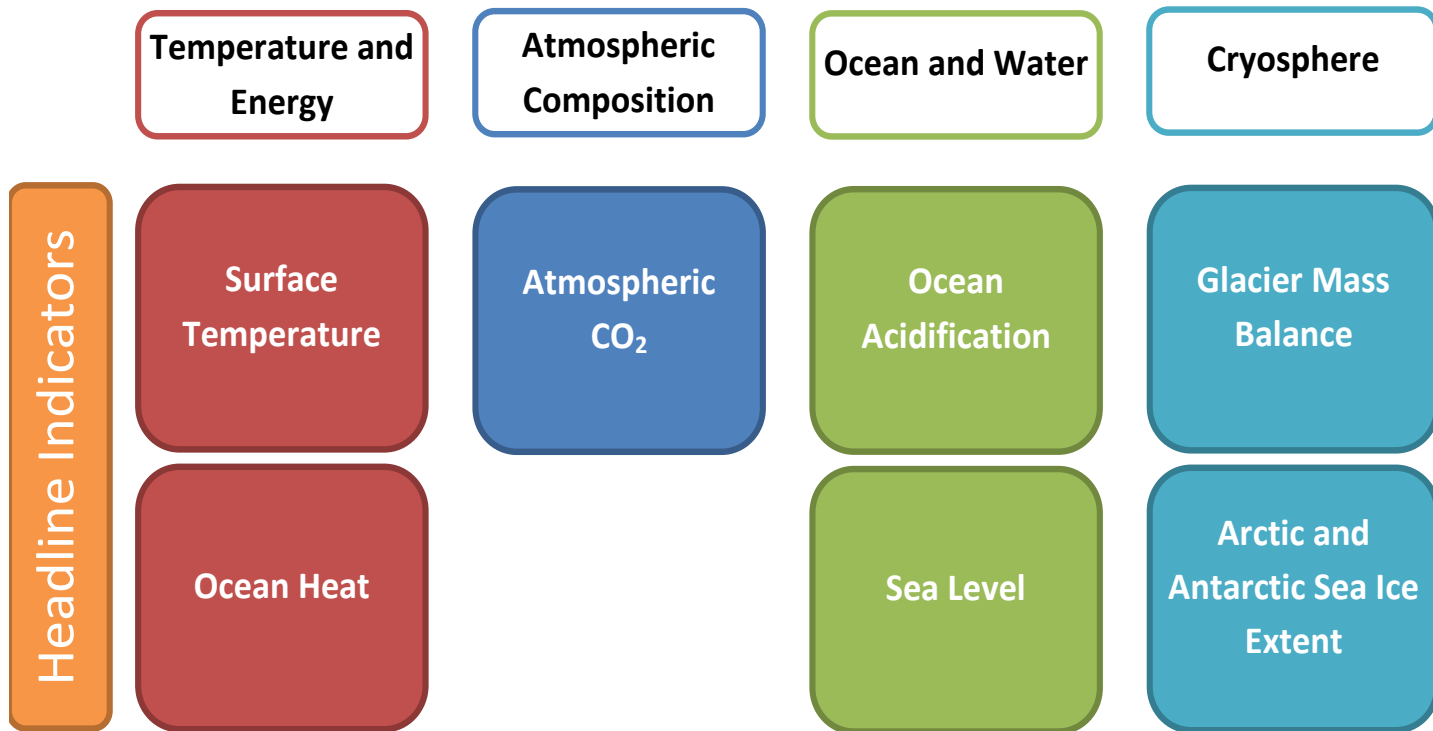 Temperature and
Energy
Atmospheric
Composition
Ocean and Water
Cryosphere
Headline Indicators
Surface
Temperature
Atmospheric
CO₂
Ocean
Acidification
Glacier Mass
Balance
Ocean Heat
Sea Level
Arctic and
Antarctic Sea Ice
Extent